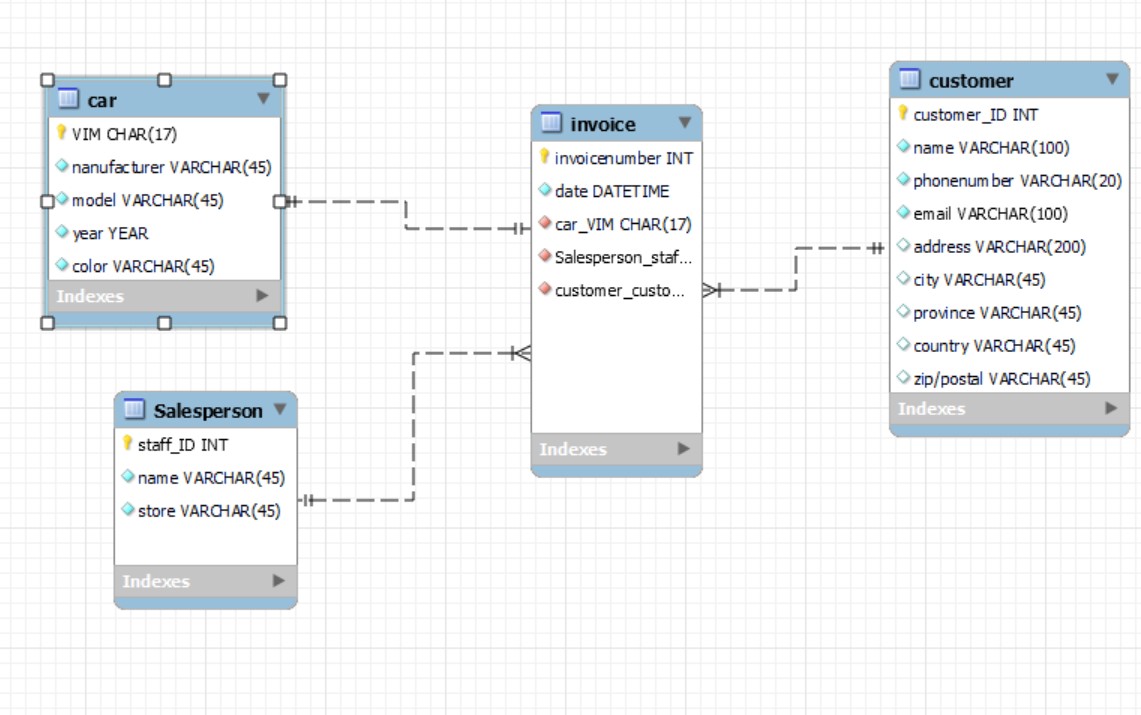 car
VIM CHAR(17)
nanufacturer VARCHAR(45)
model VARCHAR(45)
year YEAR
color VARCHAR(45)
Indexes
Salesperson
staff_ID INT
name VARCHAR(45)
store VARCHAR(45)
Indexes
invoice
invoicenumber INT
date DATETIME
car_VIM CHAR(17)
Salesperson_staf...
customer_custo...
Indexes
customer
customer_ID INT
name VARCHAR(100)
phonenumber VARCHAR(20)
email VARCHAR(100)
address VARCHAR(200)
city VARCHAR(45)
province VARCHAR(45)
country VARCHAR(45)
zip/postal VARCHAR(45)
Indexes